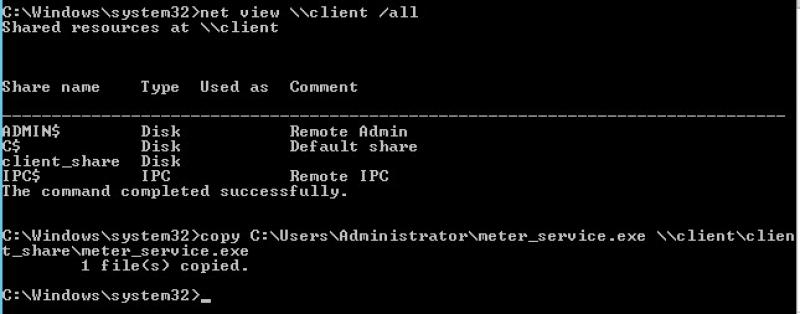 C:\Windows\system32>net view \\client /all
Shared resources at \\client
Share name Type Used as Comment
-------------------------------------------------------------------------------
ADMIN$ Disk Remote Admin
C$ Disk Default share
client_share Disk
IPC$ IPC Remote IPC
The command completed successfully.
C:\Windows\system32>copy C:\Users\Administrator\meter_service.exe \\client\clien
t_share\meter_service.exe
1 file(s) copied.
C:\Windows\system32>_